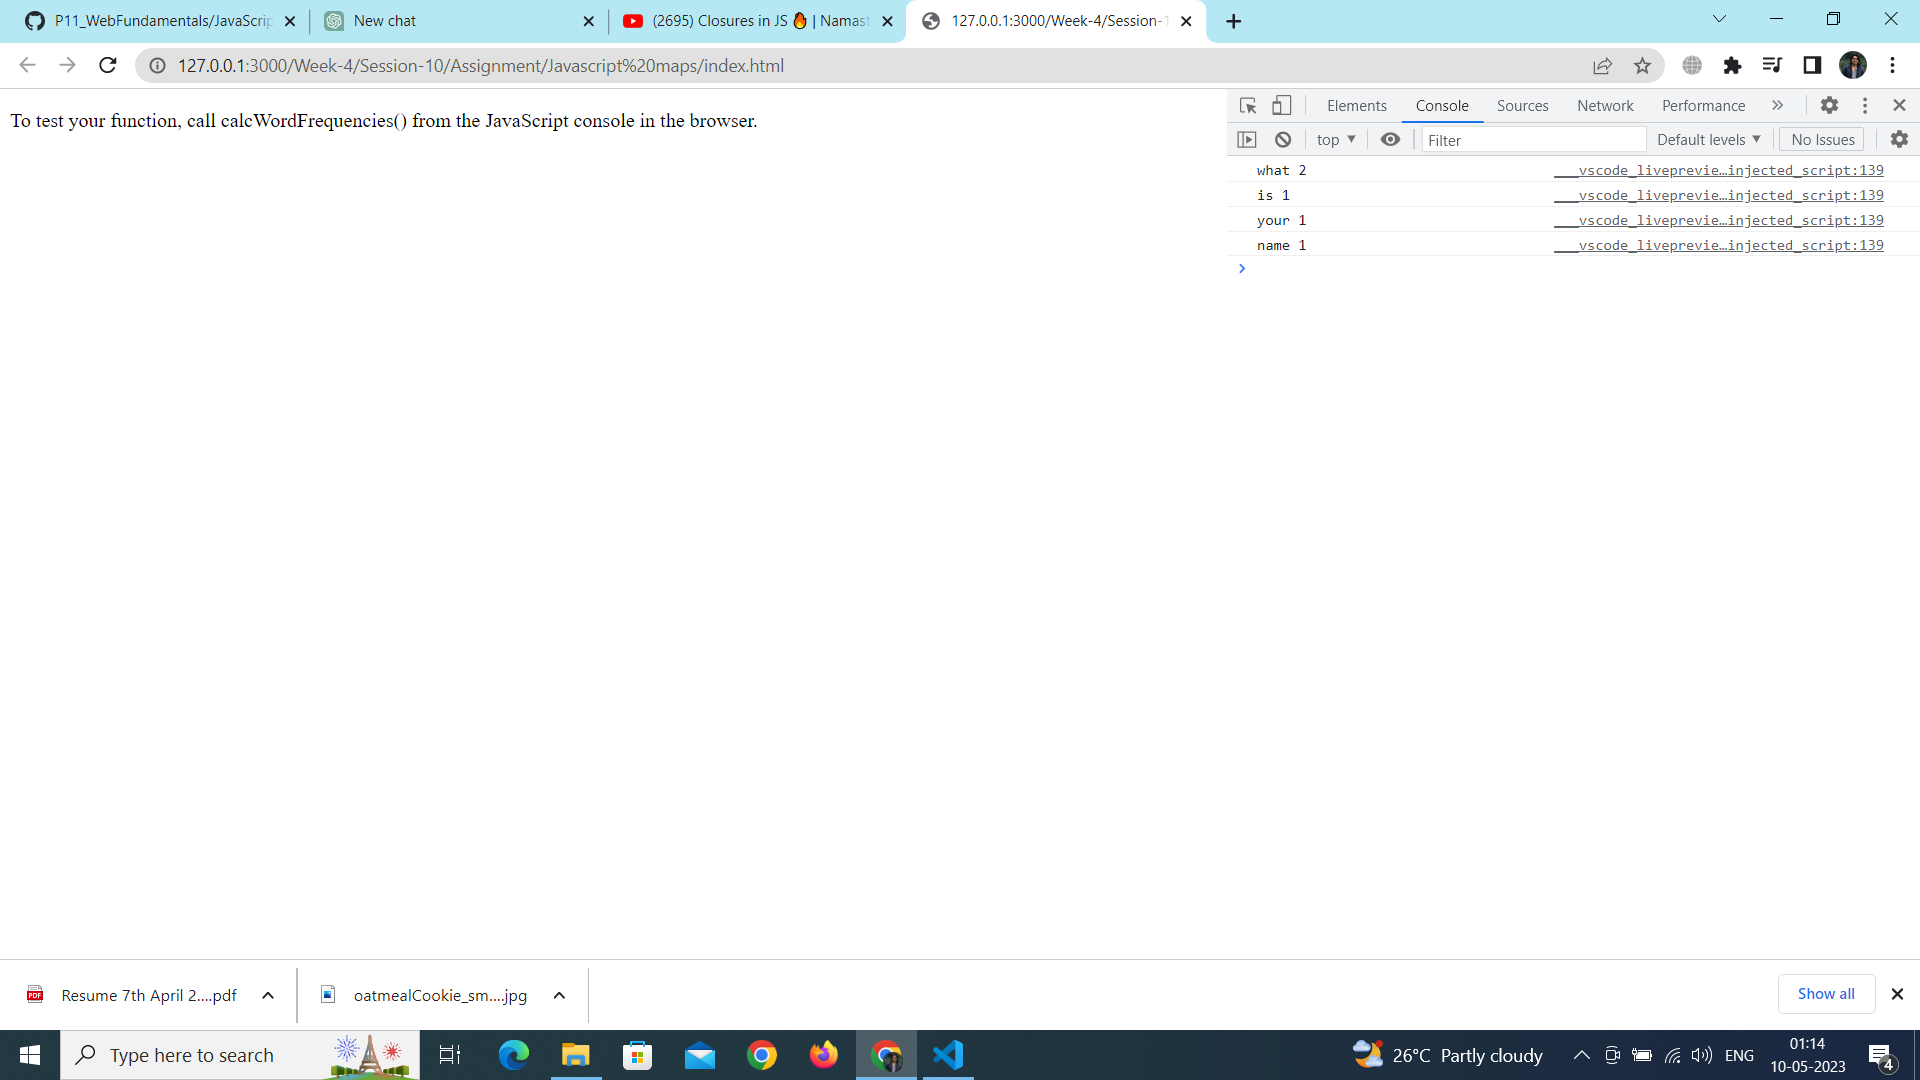 P11_WebFundamentals/JavaScrip
New chat
(2695) Closures in JS 🔥 | Namast
127.0.0.1:3000/Week-4/Session-1
127.0.0.1:3000/Week-4/Session-10/Assignment/Javascript%20maps/index.html
To test your function, call calcWordFrequencies() from the JavaScript console in the browser.
Elements
Console
Sources
Network
Performance
top
Filter
Default levels
No Issues
what 2
___vscode_liveprevie…injected_script:139
is 1
___vscode_liveprevie…injected_script:139
your 1
___vscode_liveprevie…injected_script:139
name 1
___vscode_liveprevie…injected_script:139
PDF
Resume 7th April 2....pdf
oatmealCookie_sm....jpg
Show all
Type here to search
26°C Partly cloudy
ENG
01:14
10-05-2023
4